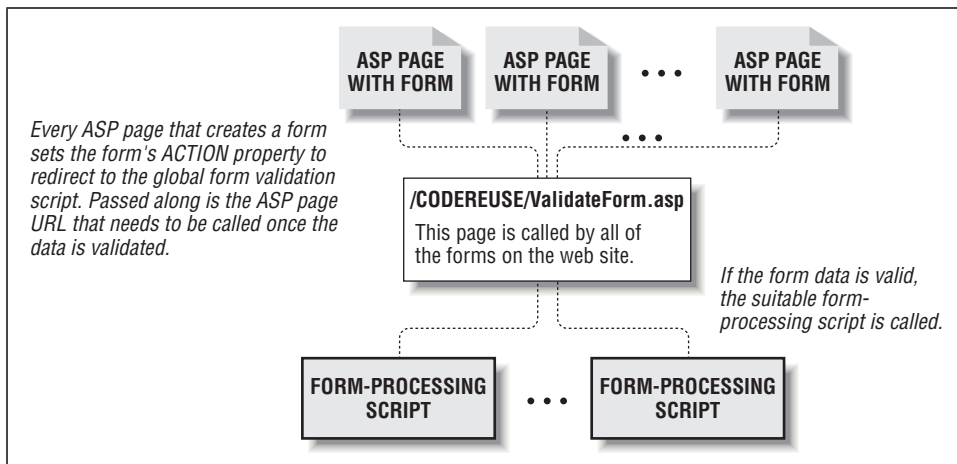 ASP PAGE
WITH FORM
ASP PAGE
WITH FORM
• • •
ASP PAGE
WITH FORM
• • •
Every ASP page that creates a form
sets the form's ACTION property to
redirect to the global form validation
script. Passed along is the ASP page
URL that needs to be called once the
data is validated.
/CODEREUSE/ValidateForm.asp
This page is called by all of
the forms on the web site.
If the form data is valid,
the suitable form-
processing script is called.
FORM-PROCESSING
SCRIPT
• • •
FORM-PROCESSING
SCRIPT